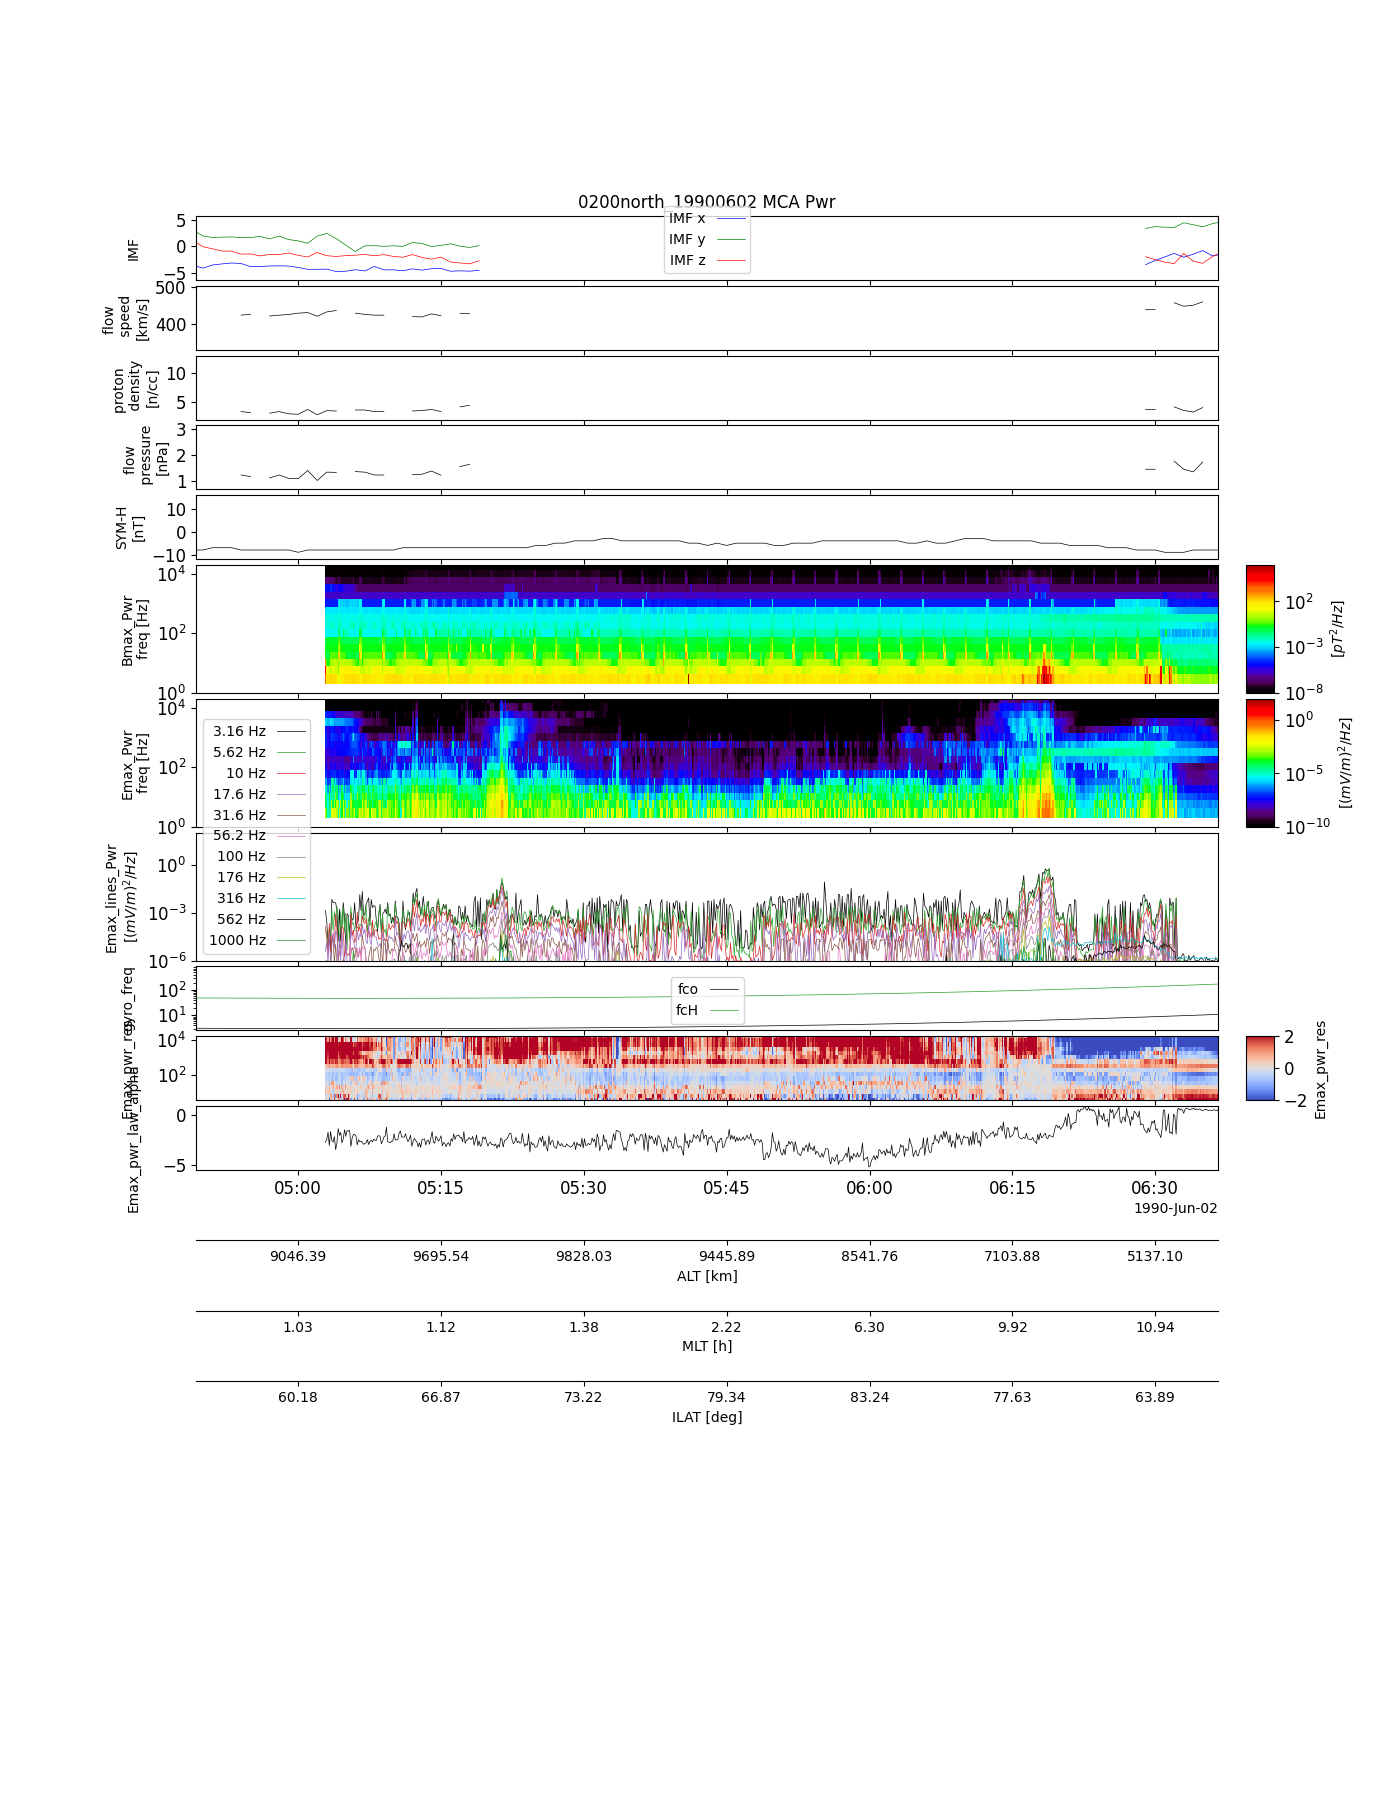 0200north_19900602 MCA Pwr
5
0
−5
IMF
IMF x
IMF y
IMF z
500
400
flow
speed
[km/s]
10
5
proton
density
[n/cc]
3
2
1
flow
pressure
[nPa]
10
0
−10
SYM-H
[nT]
10^4
10^2
10^0
Bmax_Pwr
freq [Hz]
10^2
10^-3
10^-8
[pT^2/Hz]
10^4
10^2
10^0
Emax_Pwr
freq [Hz]
10^0
10^-5
10^-10
[(mV/m)^2/Hz]
3.16 Hz
5.62 Hz
10 Hz
17.6 Hz
31.6 Hz
56.2 Hz
100 Hz
176 Hz
316 Hz
562 Hz
1000 Hz
10^0
10^-3
10^-6
Emax_lines_Pwr
[(mV/m)^2/Hz]
10^2
10^1
gyro_freq
fco
fcH
10^4
10^2
Emax_pwr_res
2
0
−2
Emax_pwr_res
0
−5
Emax_pwr_law_alpha
05:00 05:15 05:30 05:45 06:00 06:15 06:30
1990-Jun-02
9046.39 9695.54 9828.03 9445.89 8541.76 7103.88 5137.10
ALT [km]
1.03 1.12 1.38 2.22 6.30 9.92 10.94
MLT [h]
60.18 66.87 73.22 79.34 83.24 77.63 63.89
ILAT [deg]